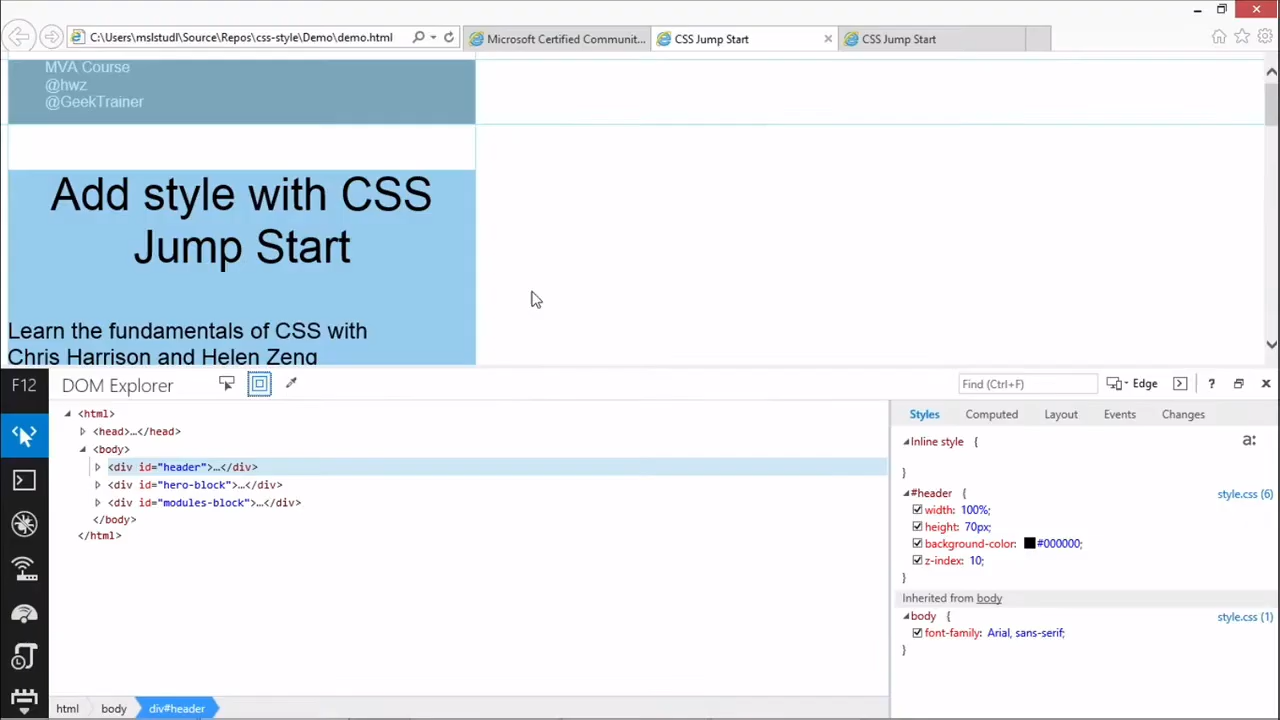 C:\Users\mslstudl\Source\Repos\css-style\Demo\demo.html
Microsoft Certified Communit...
CSS Jump Start
CSS Jump Start
MVA Course
@hwz
@GeekTrainer
Add style with CSS
Jump Start
Learn the fundamentals of CSS with
Chris Harrison and Helen Zeng
F12
DOM Explorer
Find (Ctrl+F)
Edge
?
<html>
<head>...</head>
<body>
<div id="header">...</div>
<div id="hero-block">...</div>
<div id="modules-block">...</div>
</body>
</html>
Styles Computed Layout Events Changes
Inline style {
a:
}
#header {
style.css (6)
width: 100%;
height: 70px;
background-color: #000000;
z-index: 10;
}
Inherited from body
body {
style.css (1)
font-family: Arial, sans-serif;
}
html body div#header